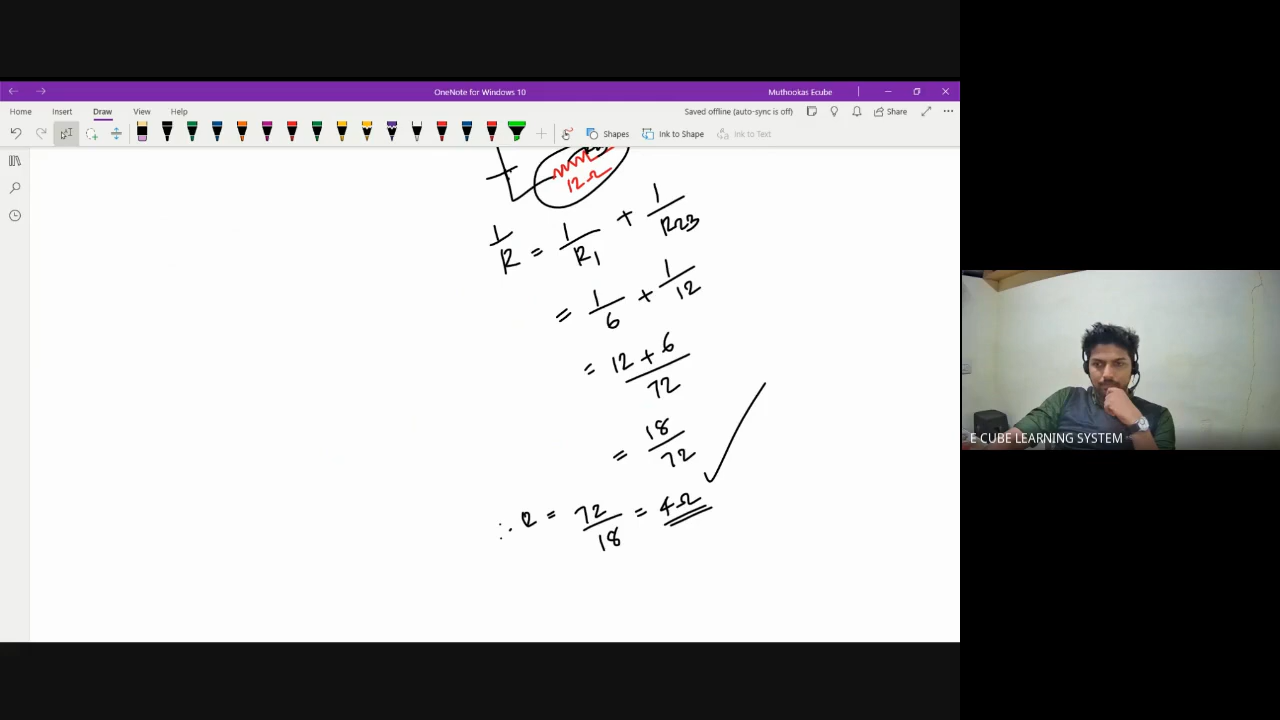 OneNote for Windows 10
Muthookas Ecube
Home Insert Draw View Help
Saved offline (auto-sync is off)
Share
Shapes
Ink to Shape
Ink to Text
12Ω
1/R = 1/R1 + 1/R23
= 1/6 + 1/12
= 12 + 6/72
= 18/72
∴ R = 72/18 = 4Ω
E CUBE LEARNING SYSTEM